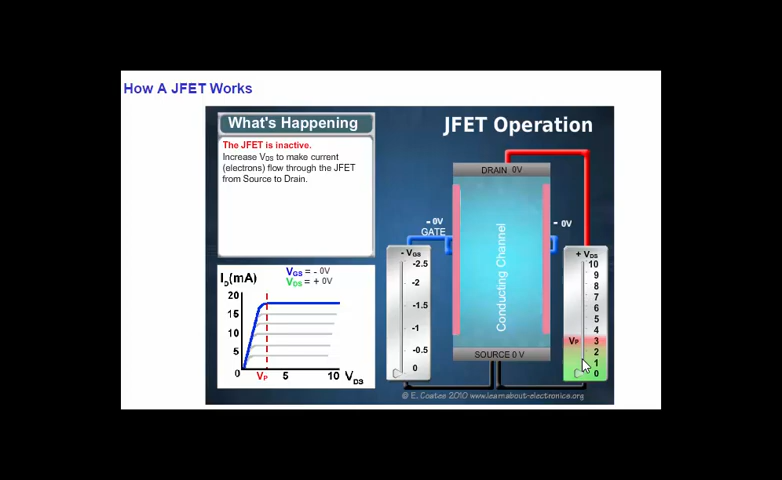 How A JFET Works
What's Happening
The JFET is inactive.
Increase VDS to make current
(electrons) flow through the JFET
from Source to Drain.
JFET Operation
DRAIN 0V
- 0V
GATE
- 0V
Conducting Channel
SOURCE 0 V
- VGS
-2.5
-2
-1.5
-1
-0.5
0
+ VDS
10
9
8
7
6
5
4
VP 3
2
1
0
ID(mA)
VGS = - 0V
VDS = + 0V
20
15
10
5
0
VP 5 10 VDS
© E. Coates 2010 www.learnabout-electronics.org